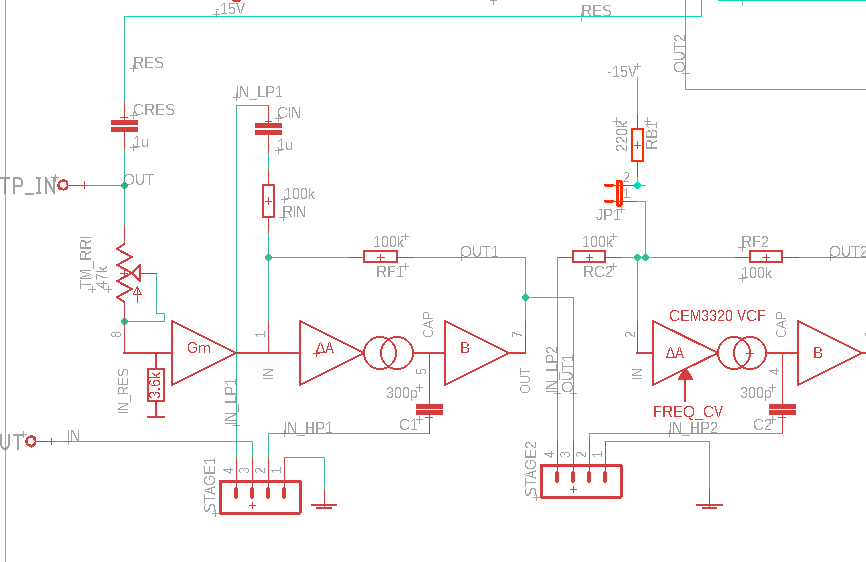 -15V
RES
OUT2
RES
-15V
IN_LP1
CRES
CIN
1u
1u
220k
RB1
TP_IN
OUT
2
1
100k
RIN
JP1
TM_RRI
47k
100k
RF1
OUT1
100k
RC2
RF2
100k
OUT2
8
Gm
1
ΔA
CAP
B
7
CEM3320 VCF
2
ΔA
CAP
B
IN_RES
3.6k
IN
5
OUT
IN_LP2
OUT1
IN
4
300p
C1
300p
C2
FREQ_CV
IN_LP1
UT
IN
IN_HP1
IN_HP2
STAGE1
4
3
2
1
STAGE2
4
3
2
1